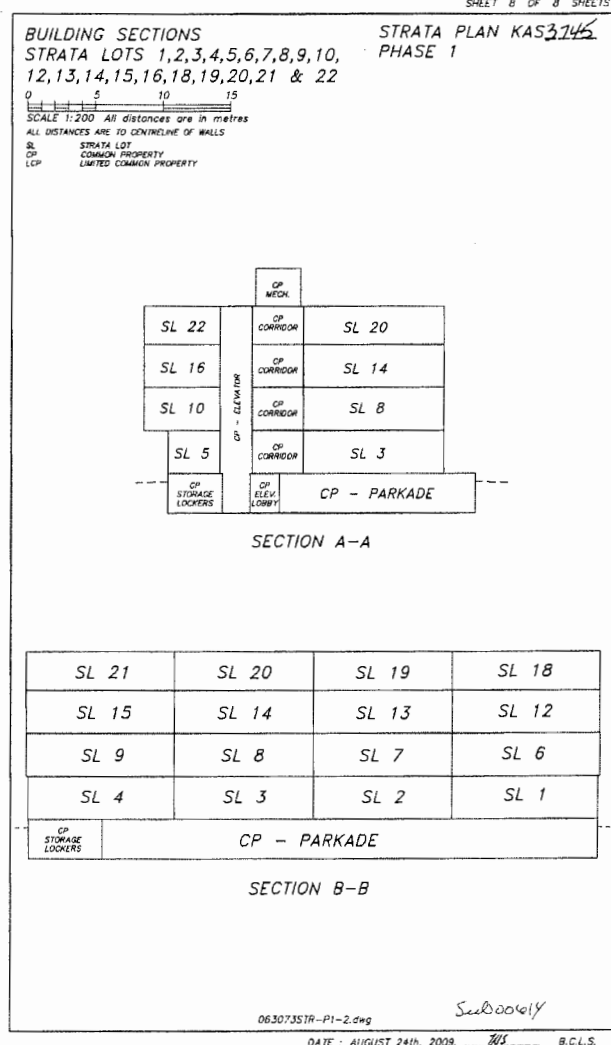 SHEET 8 OF 8 SHEETS
BUILDING SECTIONS
STRATA LOTS 1,2,3,4,5,6,7,8,9,10,
12,13,14,15,16,18,19,20,21 & 22
STRATA PLAN KAS3745
PHASE 1
0 5 10 15
SCALE 1:200 All distances are in metres
ALL DISTANCES ARE TO CENTRELINE OF WALLS
SL STRATA LOT
CP COMMON PROPERTY
LCP LIMITED COMMON PROPERTY
CP
MECH.
SL 22
CP
CORRIDOR
SL 20
SL 16
CP
CORRIDOR
SL 14
CP - ELEVATOR
SL 10
CP
CORRIDOR
SL 8
SL 5
CP
CORRIDOR
SL 3
CP
STORAGE
LOCKERS
CP
ELEV.
LOBBY
CP - PARKADE
SECTION A-A
SL 21 SL 20 SL 19 SL 18
SL 15 SL 14 SL 13 SL 12
SL 9 SL 8 SL 7 SL 6
SL 4 SL 3 SL 2 SL 1
CP
STORAGE
LOCKERS
CP - PARKADE
SECTION B-B
063073STR-P1-2.dwg
DATE : AUGUST 24th, 2009.
B.C.L.S.